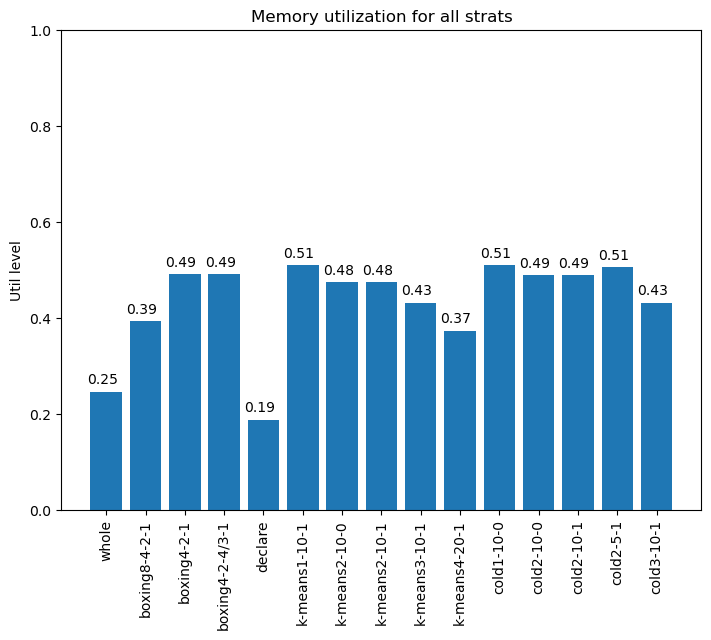 Memory utilization for all strats
1.0
0.8
0.6
0.4
0.2
0.0
Util level
0.25
0.39
0.49
0.49
0.19
0.51
0.48
0.48
0.43
0.37
0.51
0.49
0.49
0.51
0.43
whole
boxing8-4-2-1
boxing4-2-1
boxing4-2-4/3-1
declare
k-means1-10-1
k-means2-10-0
k-means2-10-1
k-means3-10-1
k-means4-20-1
cold1-10-0
cold2-10-0
cold2-10-1
cold2-5-1
cold3-10-1